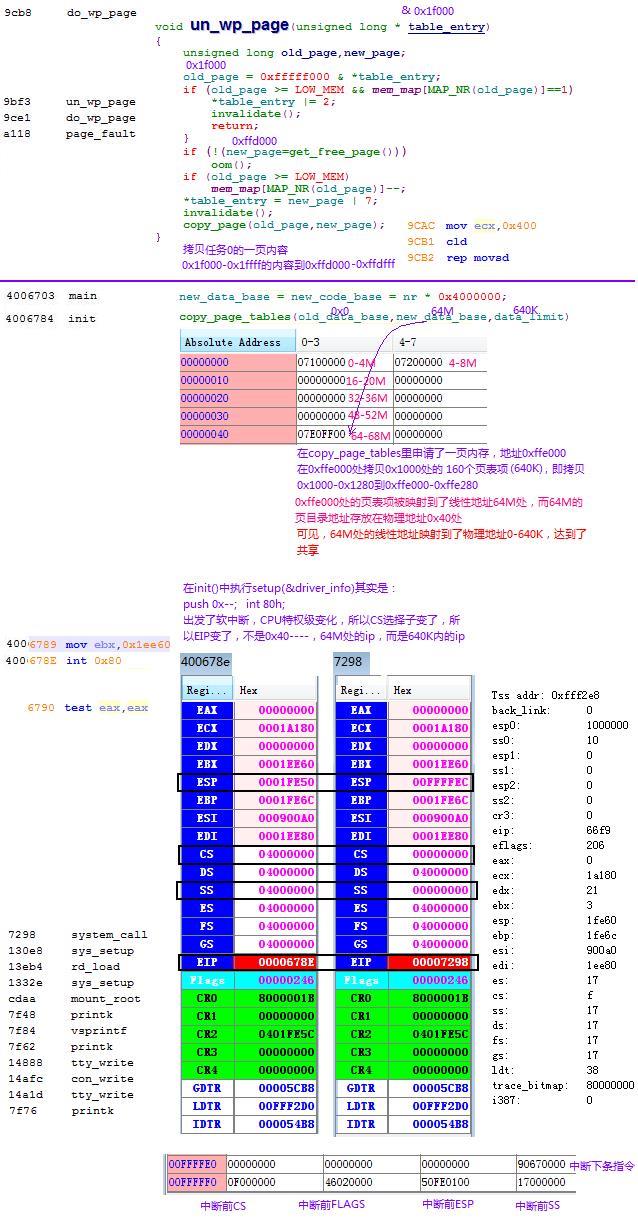 & 0x1f000
9cb8 do_wp_page
void un_wp_page(unsigned long * table_entry)
{
unsigned long old_page,new_page;
0x1f000
old_page = 0xfffff000 & *table_entry;
if (old_page >= LOW_MEM && mem_map[MAP_NR(old_page)]==1)
9bf3 un_wp_page *table_entry |= 2;
9ce1 do_wp_page invalidate();
return;
a118 page_fault
} 0xffd000
if (!(new_page=get_free_page()))
oom();
if (old_page >= LOW_MEM)
mem_map[MAP_NR(old_page)]--;
*table_entry = new_page | 7;
invalidate();
copy_page(old_page,new_page); 9CAC mov ecx,0x400
} 9CB1 cld
拷贝任务0的一页内容 9CB2 rep movsd
0x1f000-0x1ffff的内容到0xffd000-0xffdfff
4006703 main new_data_base = new_code_base = nr * 0x4000000;
0x0 64M 640K
4006784 init copy_page_tables(old_data_base,new_data_base,data_limit)
Absolute Address 0-3 4-7
00000000 07100000 0-4M 07200000 4-8M
00000010 00000000 16-20M 00000000
00000020 00000000 32-36M 00000000
00000030 00000000 48-52M 00000000
00000040 07E0FF00 64-68M 00000000
在copy_page_tables里申请了一页内存，地址0xffe000
在0xffe000处拷贝0x1000处的 160个页表项 (640K)，即拷贝
0x1000-0x1280到0xffe000-0xffe280
0xffe000处的页表项被映射到了线性地址64M处，而64M的
页目录地址存放在物理地址0x40处
可见，64M处的线性地址映射到了物理地址0-640K，达到了
共享
在init()中执行setup(&driver_info)其实是：
push 0x--; int 80h;
出发了软中断，CPU特权级变化，所以CS选择子变了，所
以EIP变了，不是0x40----，64M处的ip，而是640K内的ip
4006789 mov ebx,0x1ee60
400678E int 0x80
6790 test eax,eax
400678e 7298
Regi... Hex Regi... Hex
EAX 00000000 EAX 00000000
ECX 0001A180 ECX 0001A180
EDX 00000000 EDX 00000000
EBX 0001EE60 EBX 0001EE60
ESP 0001FE50 ESP 00FFFFEC
EBP 0001FE6C EBP 0001FE6C
ESI 000900A0 ESI 000900A0
EDI 0001EE80 EDI 0001EE80
CS 04000000 CS 00000000
DS 04000000 DS 04000000
SS 04000000 SS 00000000
ES 04000000 ES 04000000
FS 04000000 FS 04000000
GS 04000000 GS 04000000
EIP 0000678E EIP 00007298
Flags 00000246 Flags 00000246
CR0 8000001B CR0 8000001B
CR1 00000000 CR1 00000000
CR2 0401FE5C CR2 0401FE5C
CR3 00000000 CR3 00000000
CR4 00000000 CR4 00000000
GDTR 00005CB8 GDTR 00005CB8
LDTR 00FFF2D0 LDTR 00FFF2D0
IDTR 000054B8 IDTR 000054B8
Tss addr: 0xfff2e8
back_link: 0
esp0: 1000000
ss0: 10
esp1: 0
ss1: 0
esp2: 0
ss2: 0
cr3: 0
eip: 66f9
eflags: 206
eax: 0
ecx: 1a180
edx: 21
ebx: 3
esp: 1fe60
ebp: 1fe6c
esi: 900a0
edi: 1ee80
es: 17
cs: f
ss: 17
ds: 17
fs: 17
gs: 17
ldt: 38
trace_bitmap: 80000000
i387: 0
7298 system_call
130e8 sys_setup
13eb4 rd_load
1332e sys_setup
cdaa mount_root
7f48 printk
7f84 vsprintf
7f62 printk
14888 tty_write
14afc con_write
14a1d tty_write
7f76 printk
00FFFFE0 00000000 00000000 00000000 90670000 中断下条指令
00FFFFF0 0F000000 46020000 50FE0100 17000000
中断前CS 中断前FLAGS 中断前ESP 中断前SS